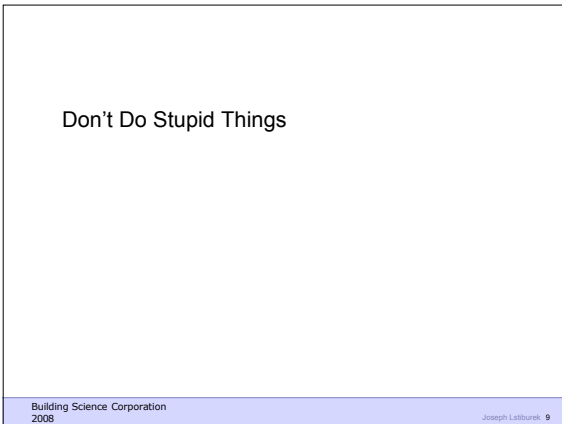 Don’t Do Stupid Things
Building Science Corporation
2008
Joseph Lstiburek 9